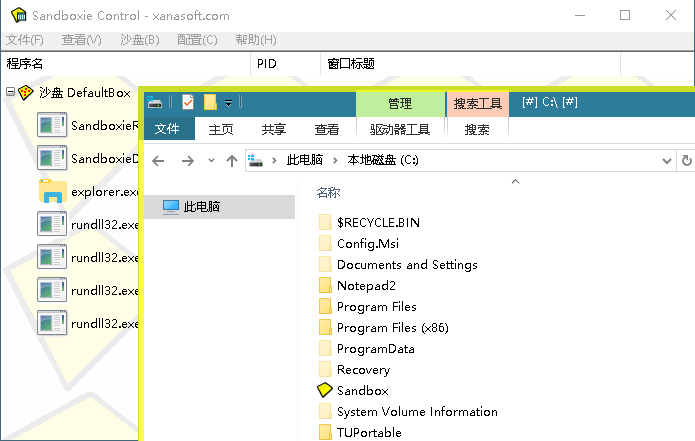 Sandboxie Control - xanasoft.com
文件(F) 查看(V) 沙盘(B) 配置(C) 帮助(H)
程序名 PID 窗口标题
沙盘 DefaultBox
SandboxieR
SandboxieD
explorer.exe
rundll32.exe
rundll32.exe
rundll32.exe
rundll32.exe
管理 搜索工具 [#] C:\ [#]
文件 主页 共享 查看 驱动器工具 搜索
此电脑 本地磁盘 (C:)
此电脑
名称
$RECYCLE.BIN
Config.Msi
Documents and Settings
Notepad2
Program Files
Program Files (x86)
ProgramData
Recovery
Sandbox
System Volume Information
TUPortable